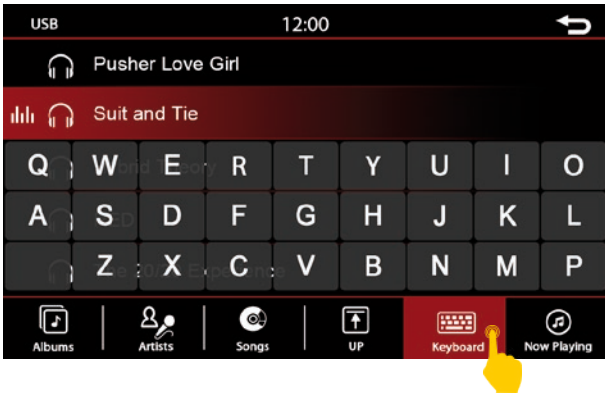 USB 12:00
Pusher Love Girl
Suit and Tie
Q W E R T Y U I O
A S D F G H J K L
Z X C V B N M P
Albums Artists Songs UP Keyboard Now Playing